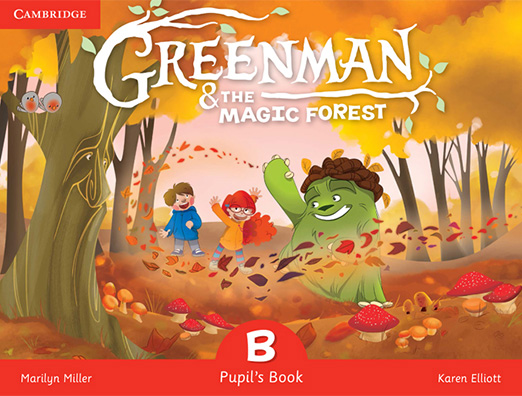 CAMBRIDGE
GREENMAN
& THE
MAGIC FOREST
B
Pupil's Book
Marilyn Miller
Karen Elliott